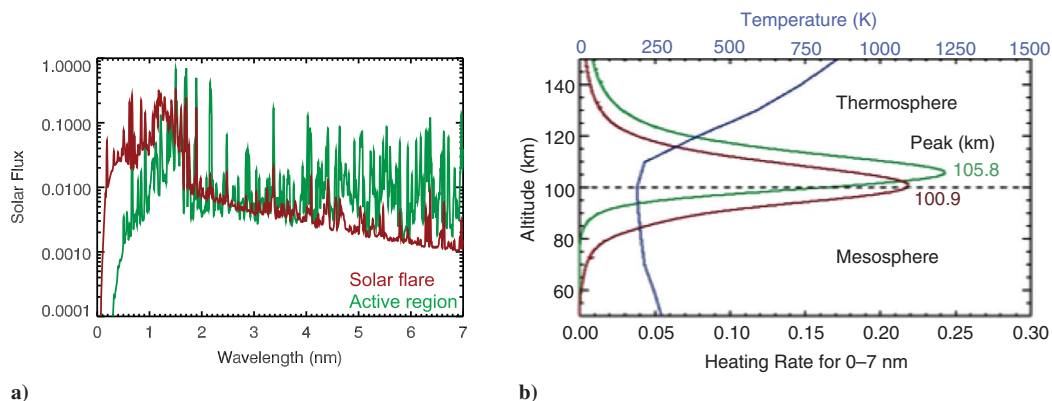 Solar Flux
1.0000
0.1000
0.0100
0.0010
0.0001
Solar flare
Active region
0 1 2 3 4 5 6 7
Wavelength (nm)
a)
Temperature (K)
0 250 500 750 1000 1250 1500
Altitude (km)
140
120
100
80
60
Thermosphere
Peak (km)
105.8
100.9
Mesosphere
0.00 0.05 0.10 0.15 0.20 0.25 0.30
Heating Rate for 0–7 nm
b)